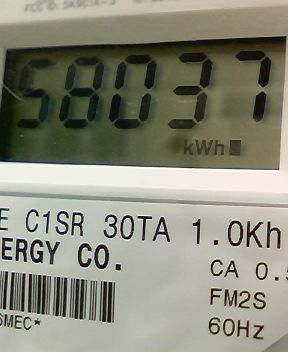 58037
kWh
E C1SR 30TA 1.0Kh
ERGY CO.
CA 0.5
FM2S
60Hz
SMEC*